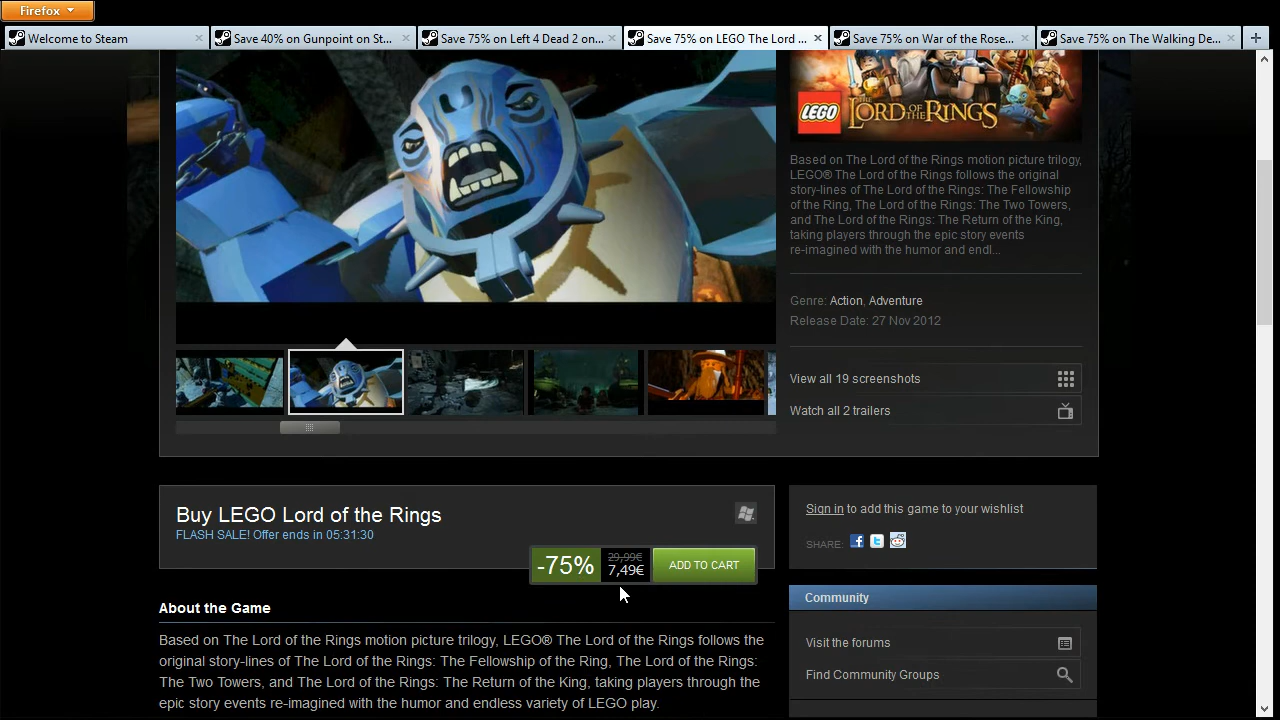 Firefox
Welcome to Steam
Save 40% on Gunpoint on St...
Save 75% on Left 4 Dead 2 on...
Save 75% on LEGO The Lord ...
Save 75% on War of the Rose...
Save 75% on The Walking De...
LEGO THE LORD OF THE RINGS
Based on The Lord of the Rings motion picture trilogy,
LEGO® The Lord of the Rings follows the original
story-lines of The Lord of the Rings: The Fellowship
of the Ring, The Lord of the Rings: The Two Towers,
and The Lord of the Rings: The Return of the King,
taking players through the epic story events
re-imagined with the humor and endl...
Genre: Action, Adventure
Release Date: 27 Nov 2012
View all 19 screenshots
Watch all 2 trailers
Buy LEGO Lord of the Rings
FLASH SALE! Offer ends in 05:31:30
-75%
29,99€
7,49€
ADD TO CART
Sign in to add this game to your wishlist
SHARE:
About the Game
Based on The Lord of the Rings motion picture trilogy, LEGO® The Lord of the Rings follows the
original story-lines of The Lord of the Rings: The Fellowship of the Ring, The Lord of the Rings:
The Two Towers, and The Lord of the Rings: The Return of the King, taking players through the
epic story events re-imagined with the humor and endless variety of LEGO play.
Community
Visit the forums
Find Community Groups